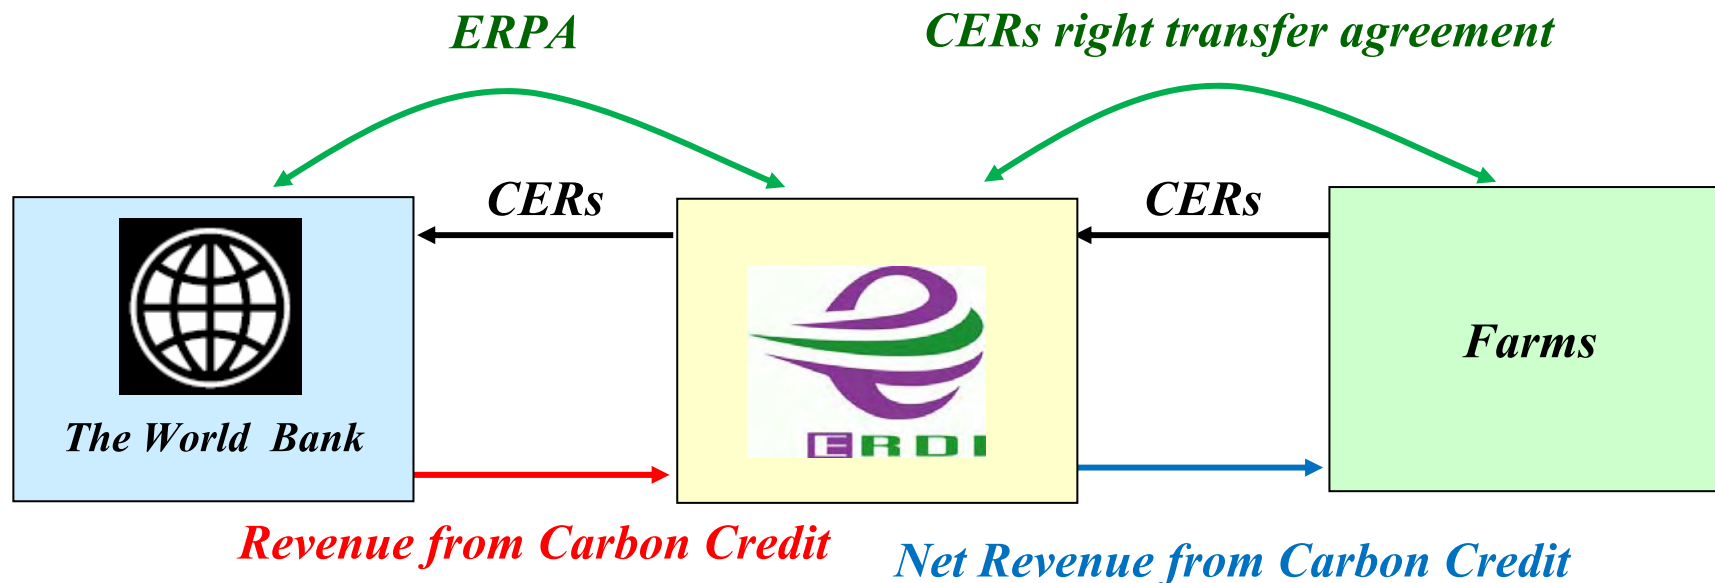 ERPA
CERs right transfer agreement
CERs
CERs
The World Bank
ERDI
Farms
Revenue from Carbon Credit
Net Revenue from Carbon Credit